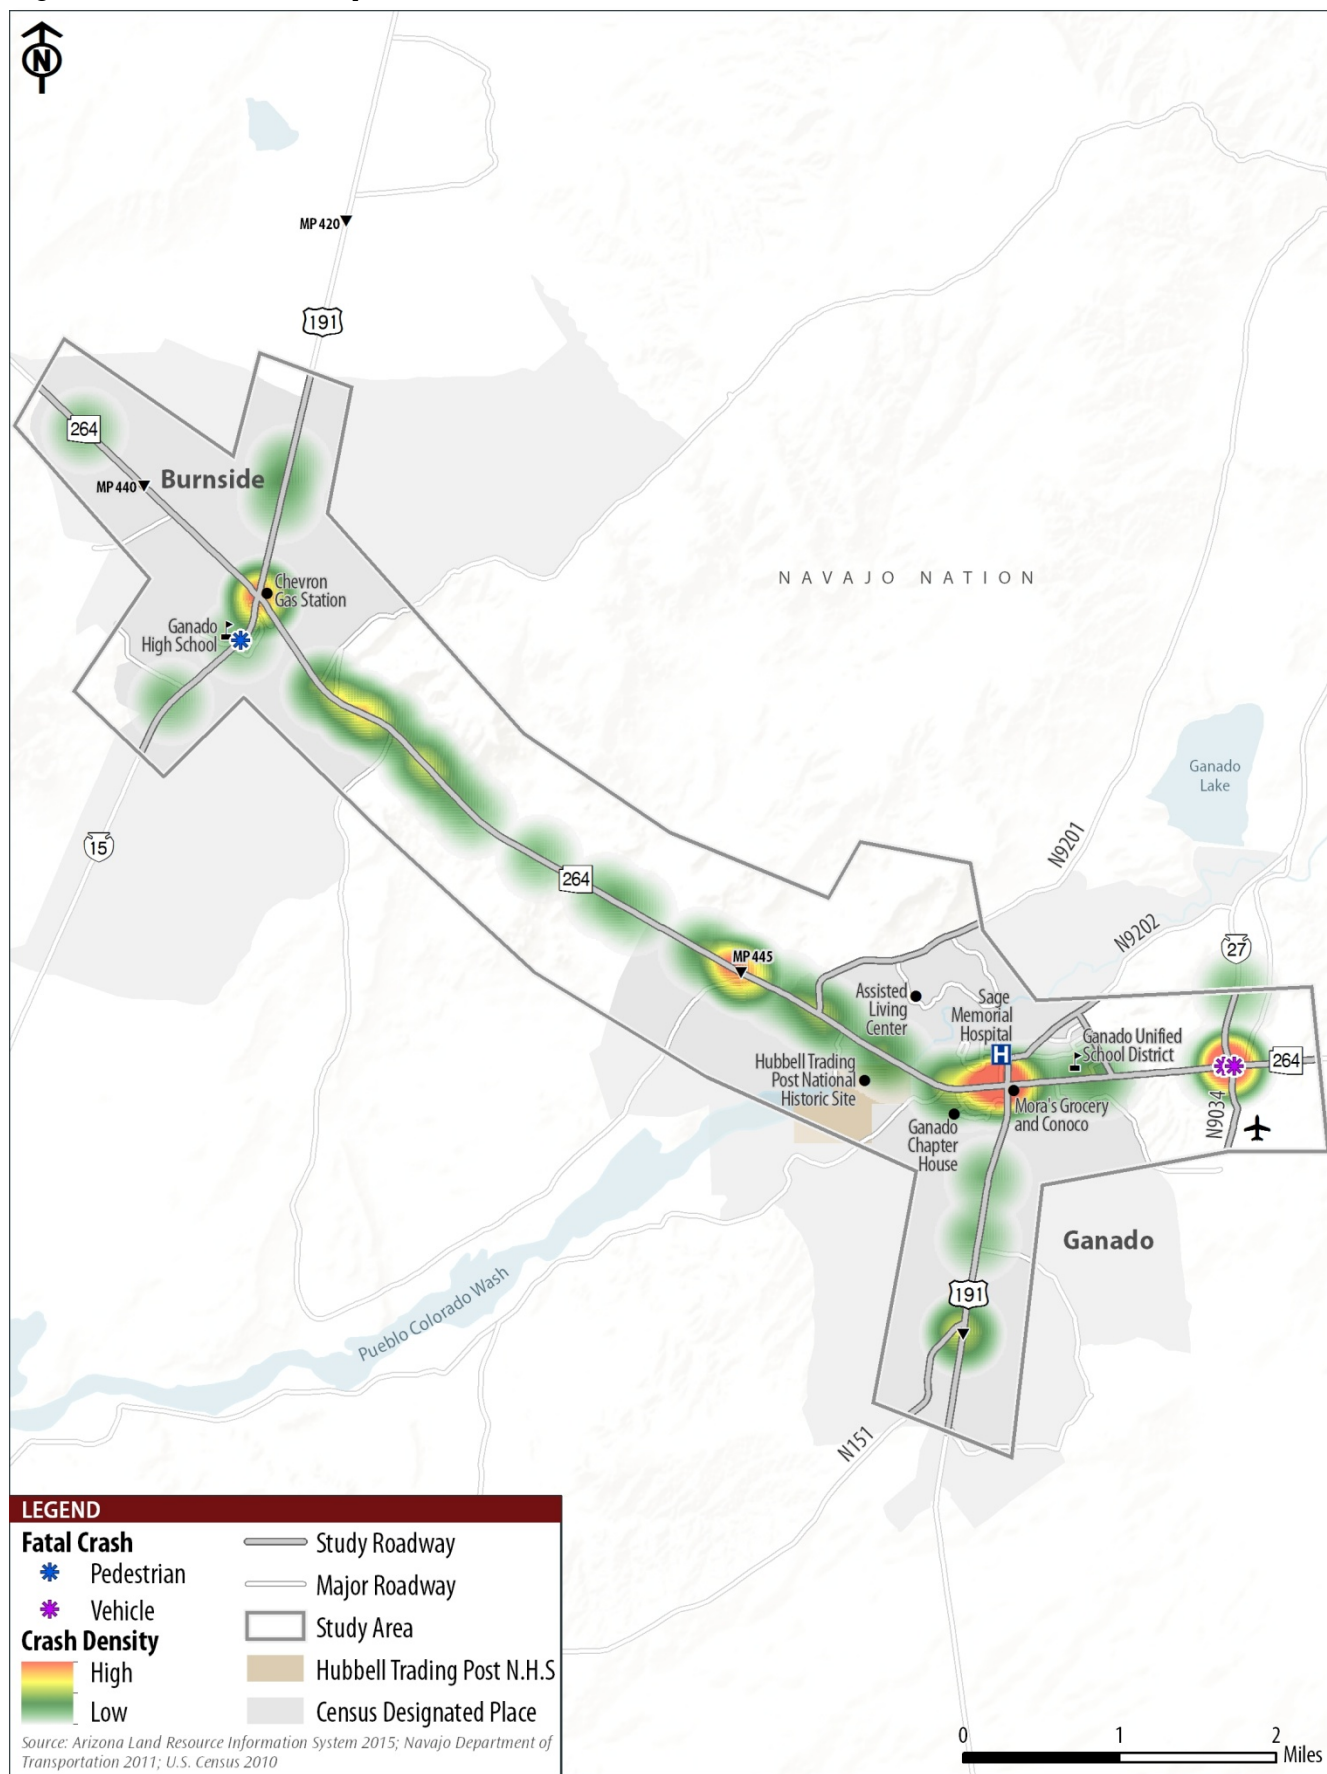 N
MP 420
191
264
Burnside
MP 440
Chevron
Gas Station
Ganado
High School
NAVAJO NATION
Ganado
Lake
15
264
N9201
N9202
27
MP 445
Assisted
Living
Center
Sage
Memorial
Hospital
H
Ganado Unified
School District
264
Hubbell Trading
Post National
Historic Site
Mora's Grocery
and Conoco
N9034
Ganado
Chapter
House
Ganado
191
Pueblo Colorado Wash
N151
LEGEND
Fatal Crash
Pedestrian
Vehicle
Crash Density
High
Low
Study Roadway
Major Roadway
Study Area
Hubbell Trading Post N.H.S
Census Designated Place
Source: Arizona Land Resource Information System 2015; Navajo Department of
Transportation 2011; U.S. Census 2010
0 1 2
Miles